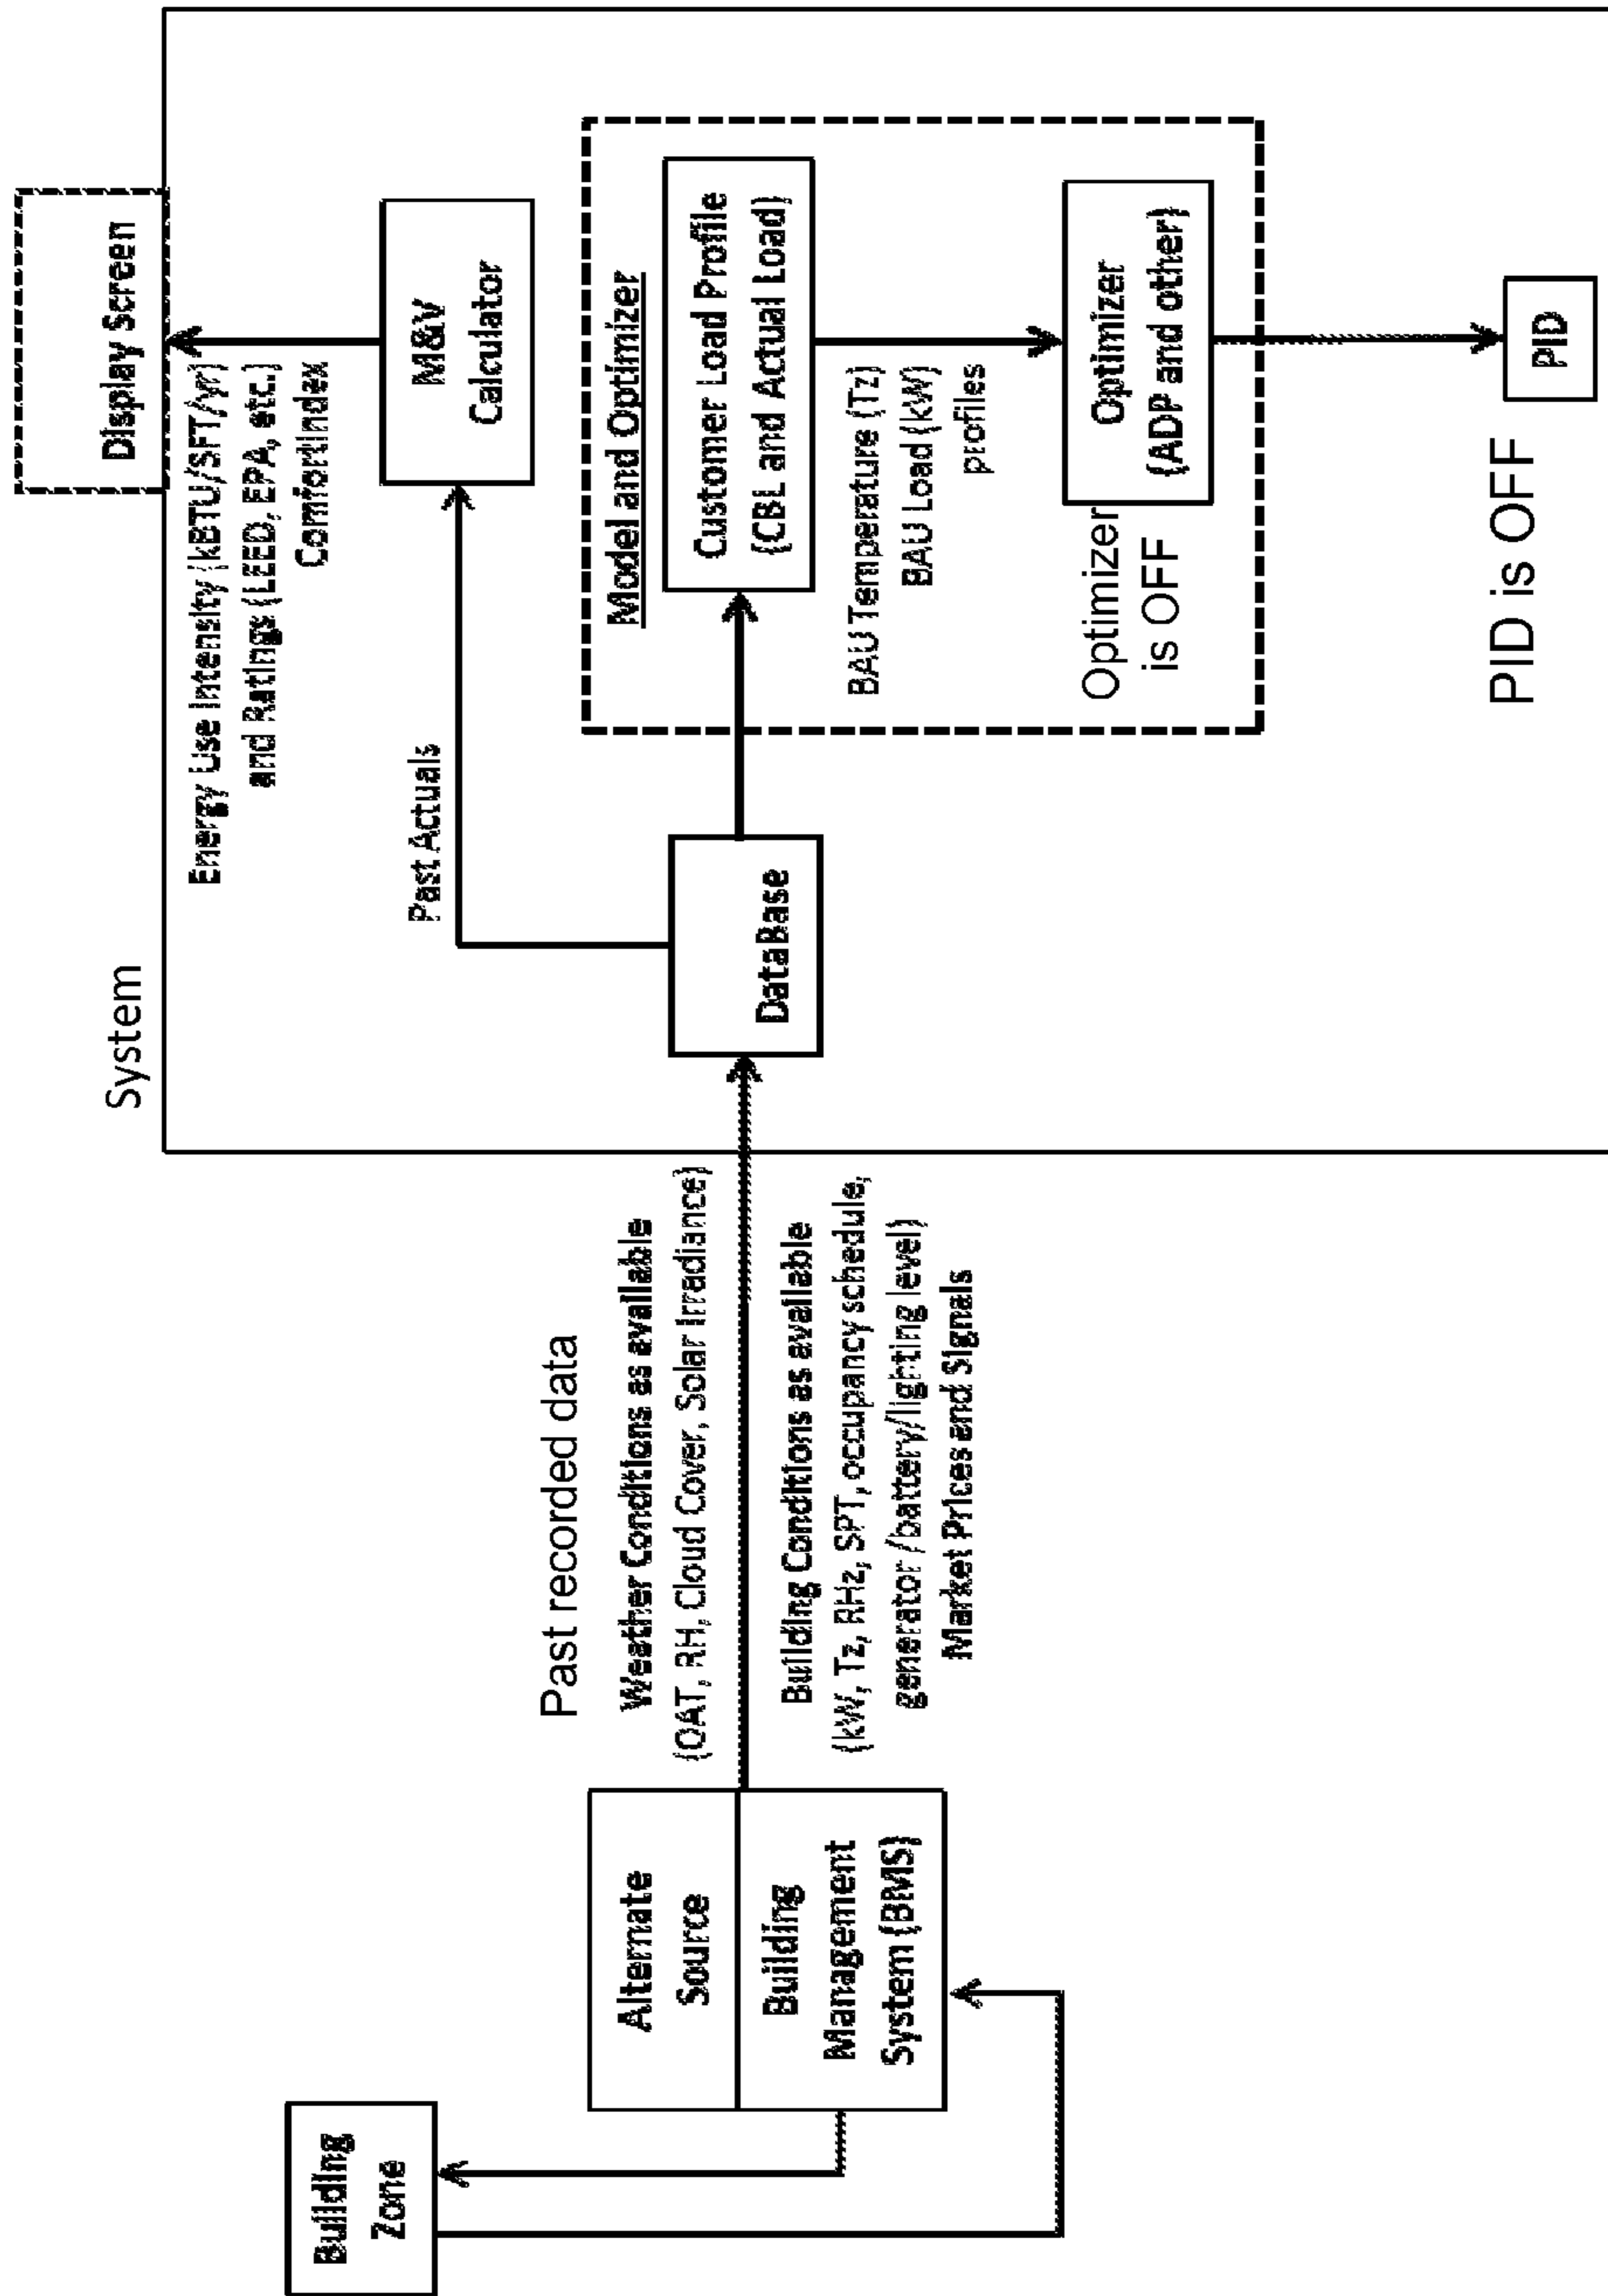 System
Display Screen
Energy Use Intensity (kBTU/SFT/yr)
and Ratings (LEED, EPA, etc.)
ComfortIndex
M&V
Calculator
Past Actuals
Model and Optimizer
Customer Load Profile
(CBL and Actual Load)
BAU Temperature (Tz)
BAU Load (kW)
profiles
Optimizer
(ADP and other)
Optimizer
is OFF
PID
PID is OFF
DataBase
Past recorded data
Weather Conditions as available
(OAT, RH, Cloud Cover, Solar Irradiance)
Building Conditions as available
(kW, Tz, RHz, SPT, occupancy schedule,
generator /battery/lighting level)
Market Prices and Signals
Alternate
Source
Building
Management
System (BMS)
Building
Zone